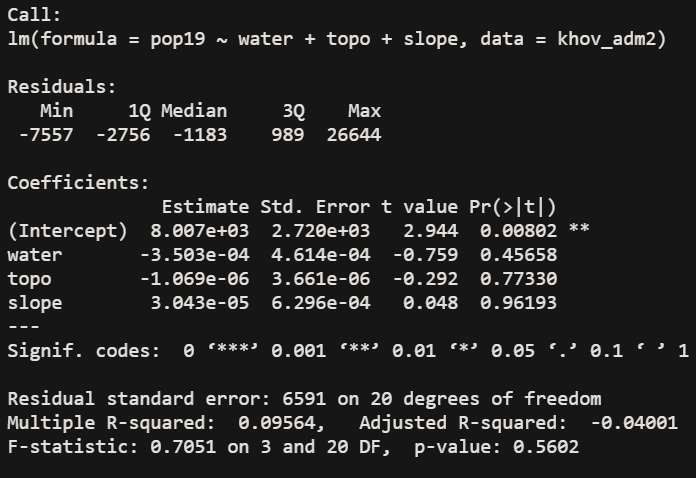 Call:
lm(formula = pop19 ~ water + topo + slope, data = khov_adm2)
Residuals:
Min 1Q Median 3Q Max
-7557 -2756 -1183 989 26644
Coefficients:
Estimate Std. Error t value Pr(>|t|)
(Intercept) 8.007e+03 2.720e+03 2.944 0.00802 **
water -3.503e-04 4.614e-04 -0.759 0.45658
topo -1.069e-06 3.661e-06 -0.292 0.77330
slope 3.043e-05 6.296e-04 0.048 0.96193
---
Signif. codes: 0 ‘***’ 0.001 ‘**’ 0.01 ‘*’ 0.05 ‘.’ 0.1 ‘ ’ 1
Residual standard error: 6591 on 20 degrees of freedom
Multiple R-squared: 0.09564, Adjusted R-squared: -0.04001
F-statistic: 0.7051 on 3 and 20 DF, p-value: 0.5602